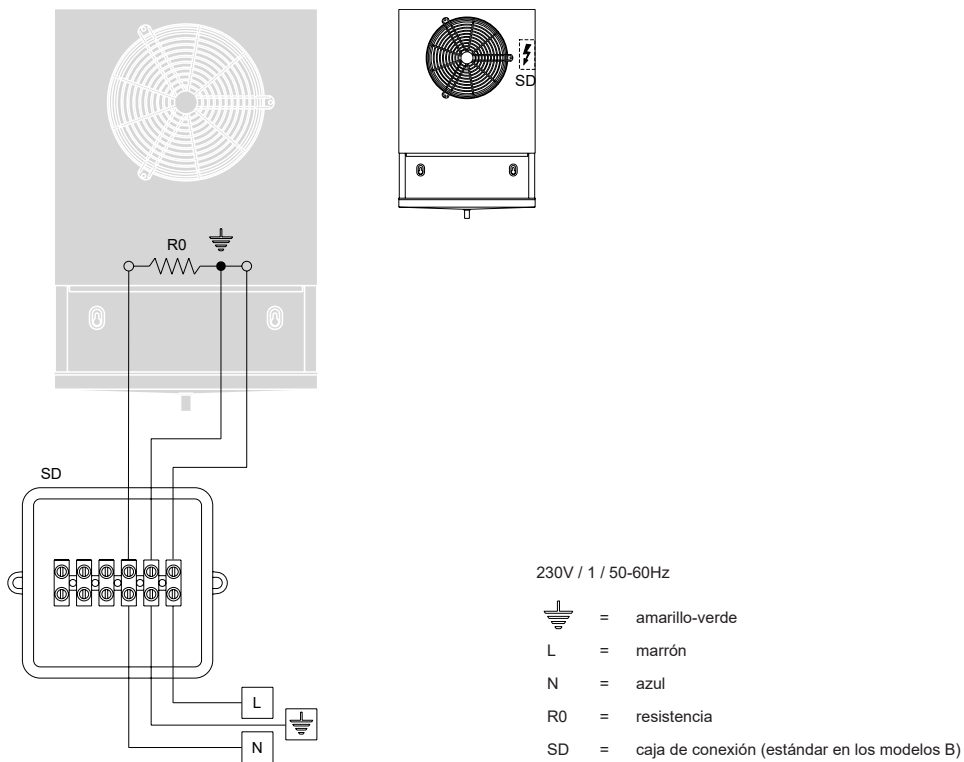 SD
R0
SD
L
N
230V / 1 / 50-60Hz
= amarillo-verde
L = marrón
N = azul
R0 = resistencia
SD = caja de conexión (estándar en los modelos B)